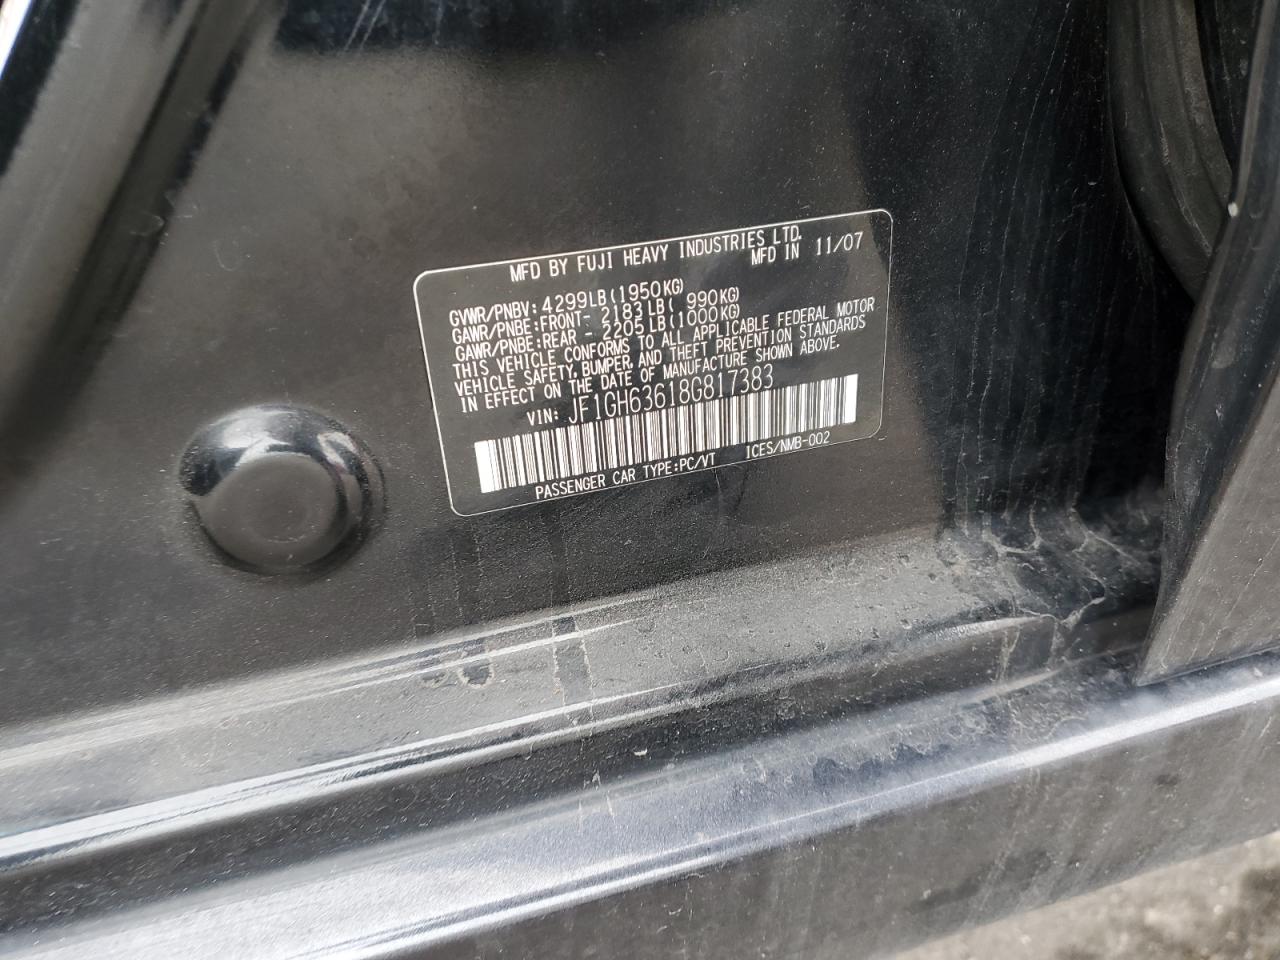 MFD BY FUJI HEAVY INDUSTRIES LTD.
MFD IN 11/07
GVWR/PNBV: 4299LB(1950KG)
GAWR/PNBE:FRONT- 2183LB( 990KG)
GAWR/PNBE:REAR - 2205LB(1000KG)
THIS VEHICLE CONFORMS TO ALL APPLICABLE FEDERAL MOTOR
VEHICLE SAFETY, BUMPER, AND THEFT PREVENTION STANDARDS
IN EFFECT ON THE DATE OF MANUFACTURE SHOWN ABOVE.
VIN: JF1GH63618G817383
PASSENGER CAR TYPE:PC/VT ICES/NMB-002